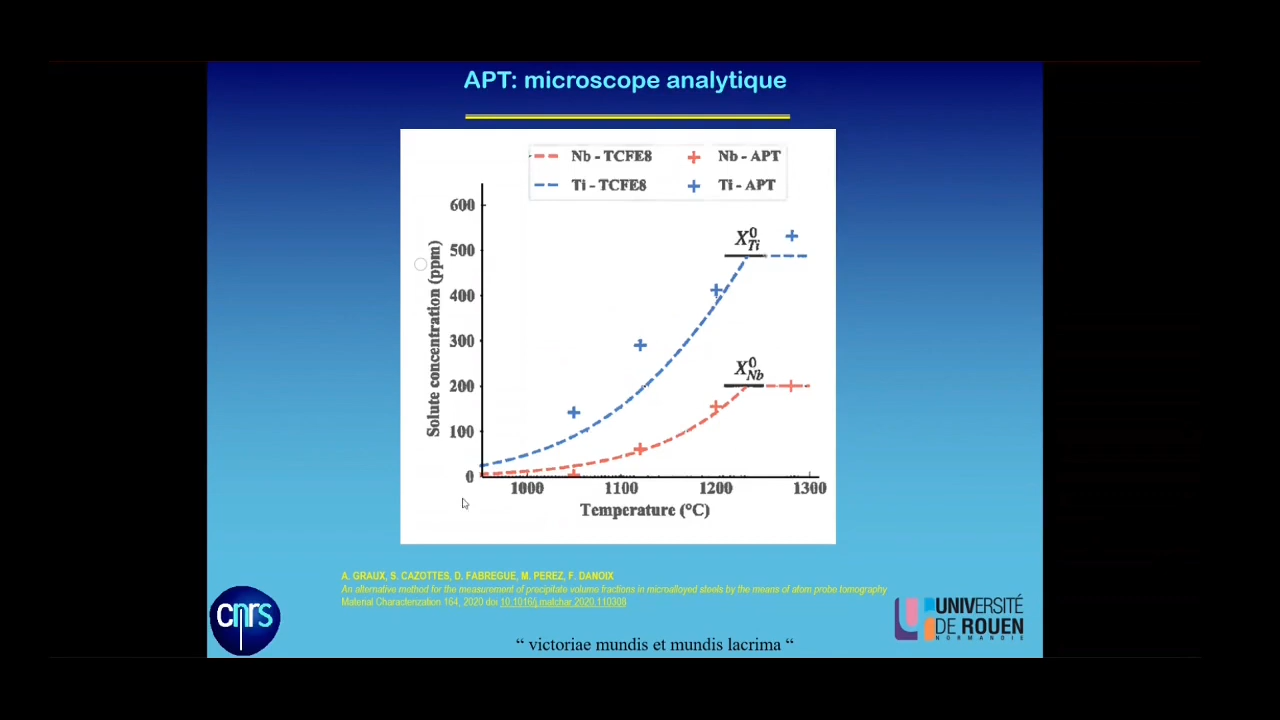 APT: microscope analytique
Nb - TCFE8
Nb - APT
Ti - TCFE8
Ti - APT
600
500
400
300
200
100
0
Solute concentration (ppm)
X⁰Ti
X⁰Nb
1000
1100
1200
1300
Temperature (°C)
A. GRAUX, S. CAZOTTES, D. FABREGUE, M. PEREZ, F. DANOIX
An alternative method for the measurement of precipitate volume fractions in microalloyed steels by the means of atom probe tomography
Material Characterization 164, 2020 doi 10.1016/j.matchar.2020.110308
cnrs
UNIVERSITÉ
DE ROUEN
NORMANDIE
“ victoriae mundis et mundis lacrima “